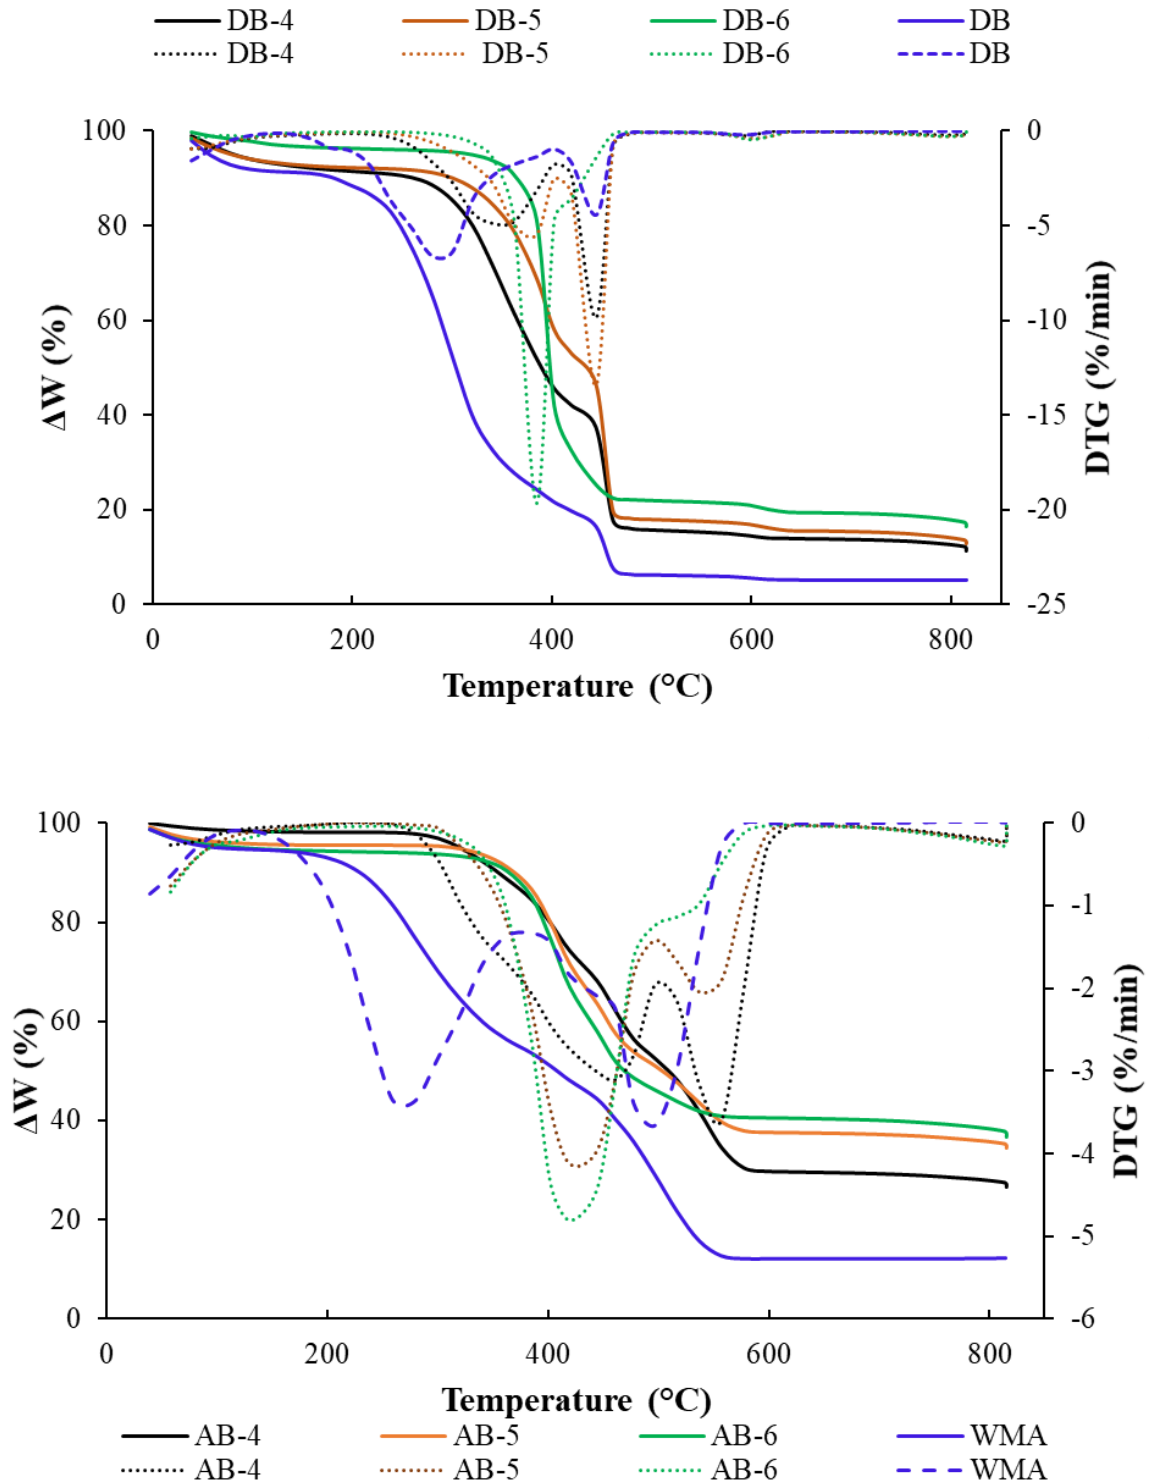 DB-4 DB-5 DB-6 DB
DB-4 DB-5 DB-6 DB
100 0
80 -5
60 -10
40 -15
20 -20
0 -25
ΔW (%)
DTG (%/min)
0 200 400 600 800
Temperature (°C)
100 0
-1
80
-2
60
-3
40
-4
20
-5
0 -6
ΔW (%)
DTG (%/min)
0 200 400 600 800
Temperature (°C)
AB-4 AB-5 AB-6 WMA
AB-4 AB-5 AB-6 WMA